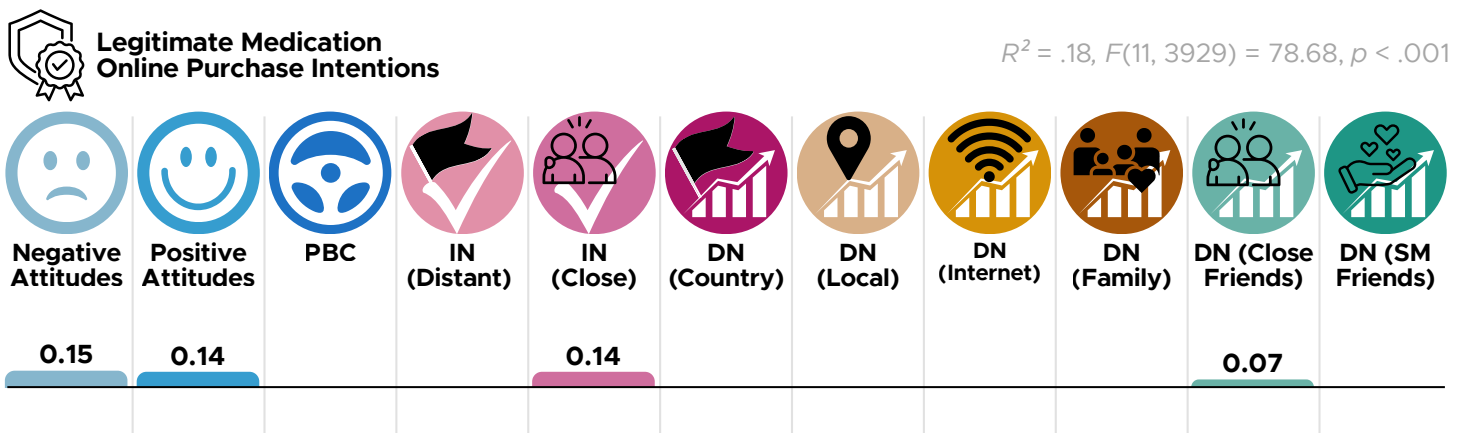 Legitimate Medication
Online Purchase Intentions
R² = .18, F(11, 3929) = 78.68, p < .001
Negative
Attitudes
Positive
Attitudes
PBC
IN
(Distant)
IN
(Close)
DN
(Country)
DN
(Local)
DN
(Internet)
DN
(Family)
DN (Close
Friends)
DN (SM
Friends)
0.15
0.14
0.14
0.07